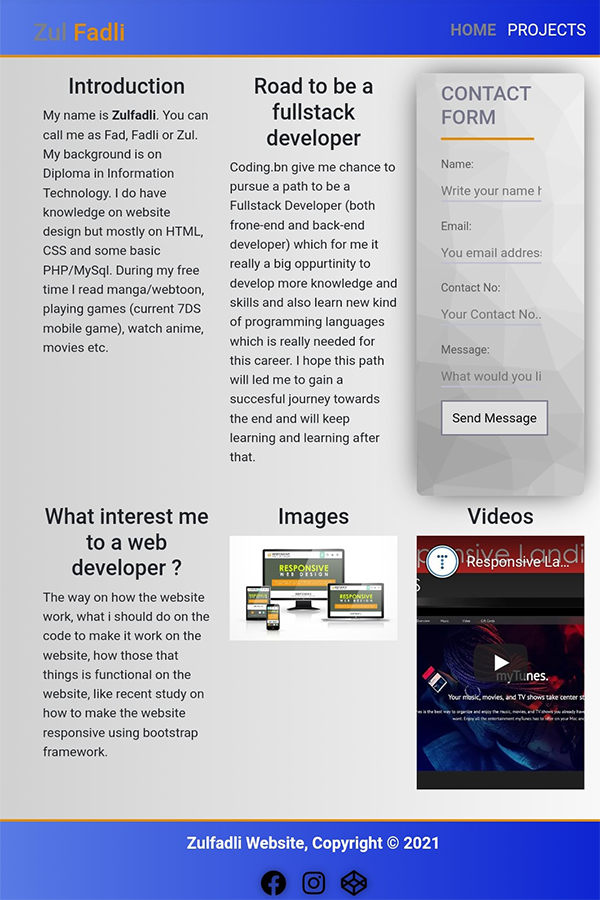 Zul Fadli
HOME PROJECTS
Introduction
My name is Zulfadli. You can
call me as Fad, Fadli or Zul.
My background is on
Diploma in Information
Technology. I do have
knowledge on website
design but mostly on HTML,
CSS and some basic
PHP/MySql. During my free
time I read manga/webtoon,
playing games (current 7DS
mobile game), watch anime,
movies etc.
Road to be a
fullstack
developer
Coding.bn give me chance to
pursue a path to be a
Fullstack Developer (both
frone-end and back-end
developer) which for me it
really a big oppurtinity to
develop more knowledge and
skills and also learn new kind
of programming languages
which is really needed for
this career. I hope this path
will led me to gain a
succesful journey towards
the end and will keep
learning and learning after
that.
CONTACT
FORM
Name:
Write your name h
Email:
You email address
Contact No:
Your Contact No..
Message:
What would you li
Send Message
What interest me
to a web
developer ?
The way on how the website
work, what i should do on the
code to make it work on the
website, how those that
things is functional on the
website, like recent study on
how to make the website
responsive using bootstrap
framework.
Images
RESPONSIVE
WEB DESIGN
Videos
Responsive La...
myTunes.
Your music, movies, and TV shows take center st
Zulfadli Website, Copyright © 2021